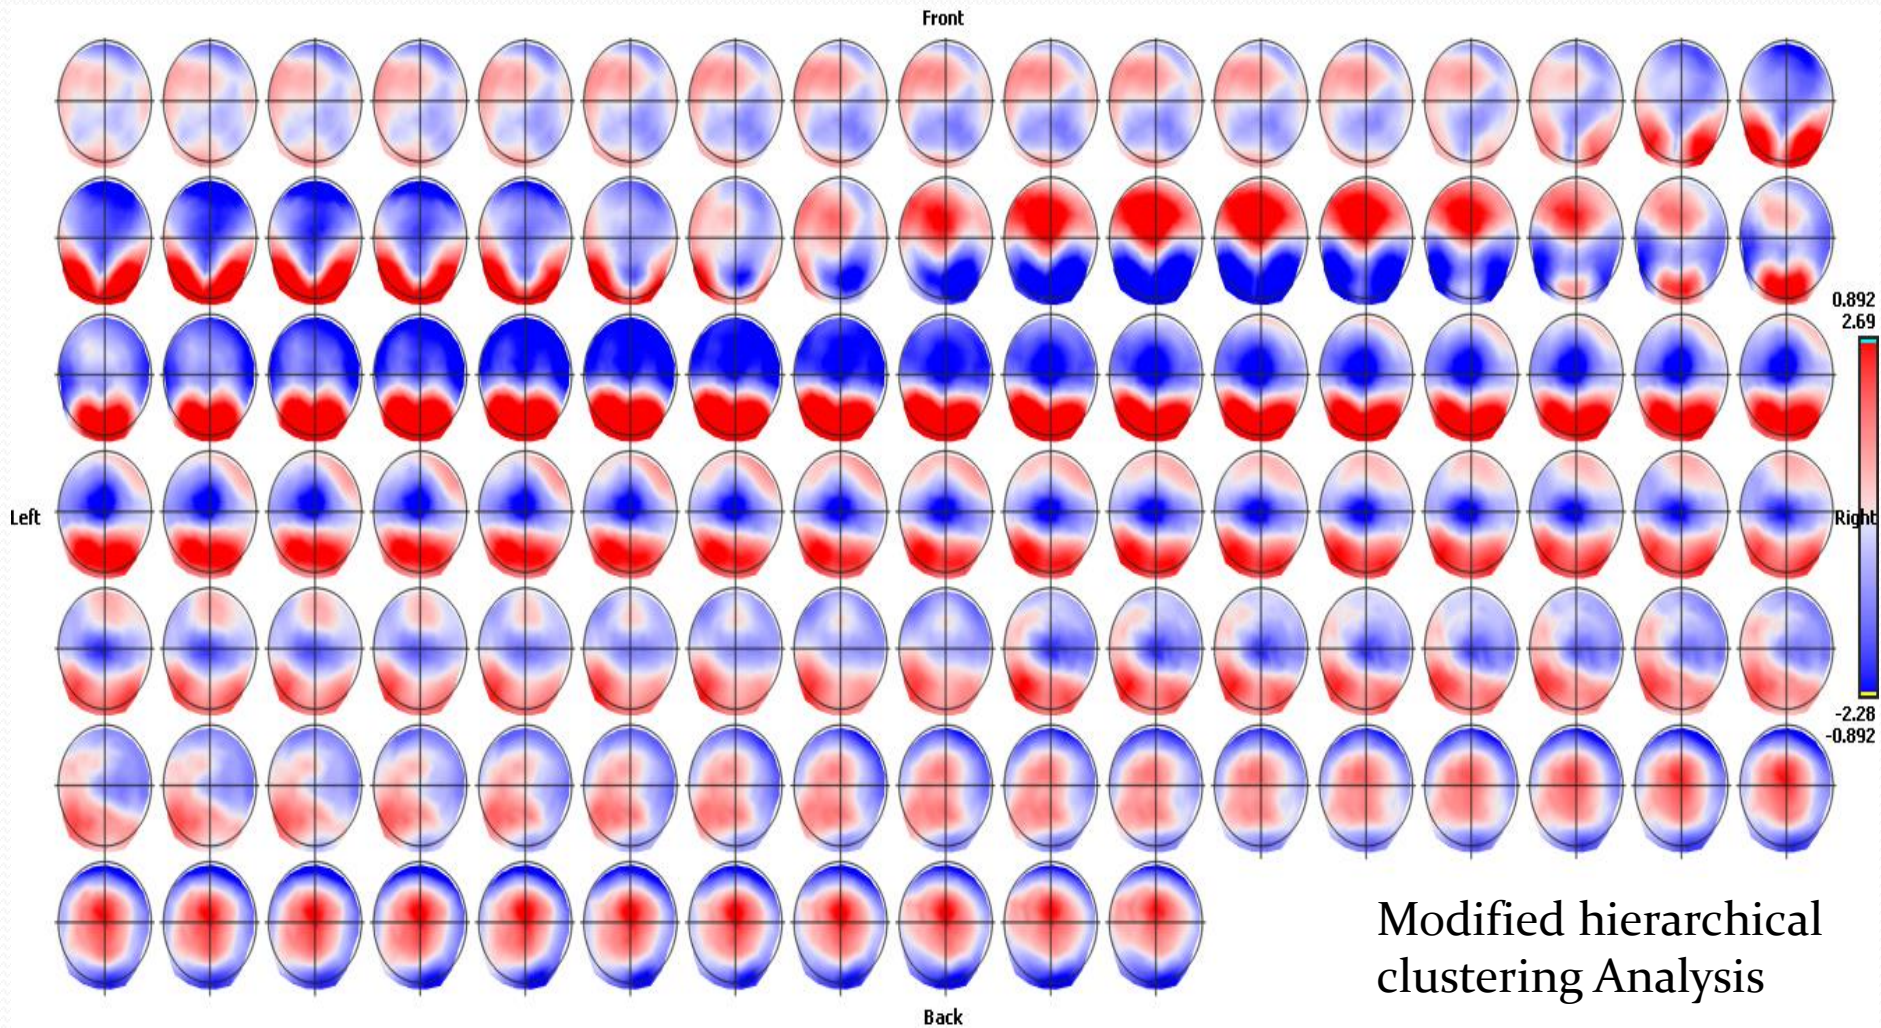 Front
0.892
2.69
Left
Right
-2.28
-0.892
Modified hierarchical
clustering Analysis
Back